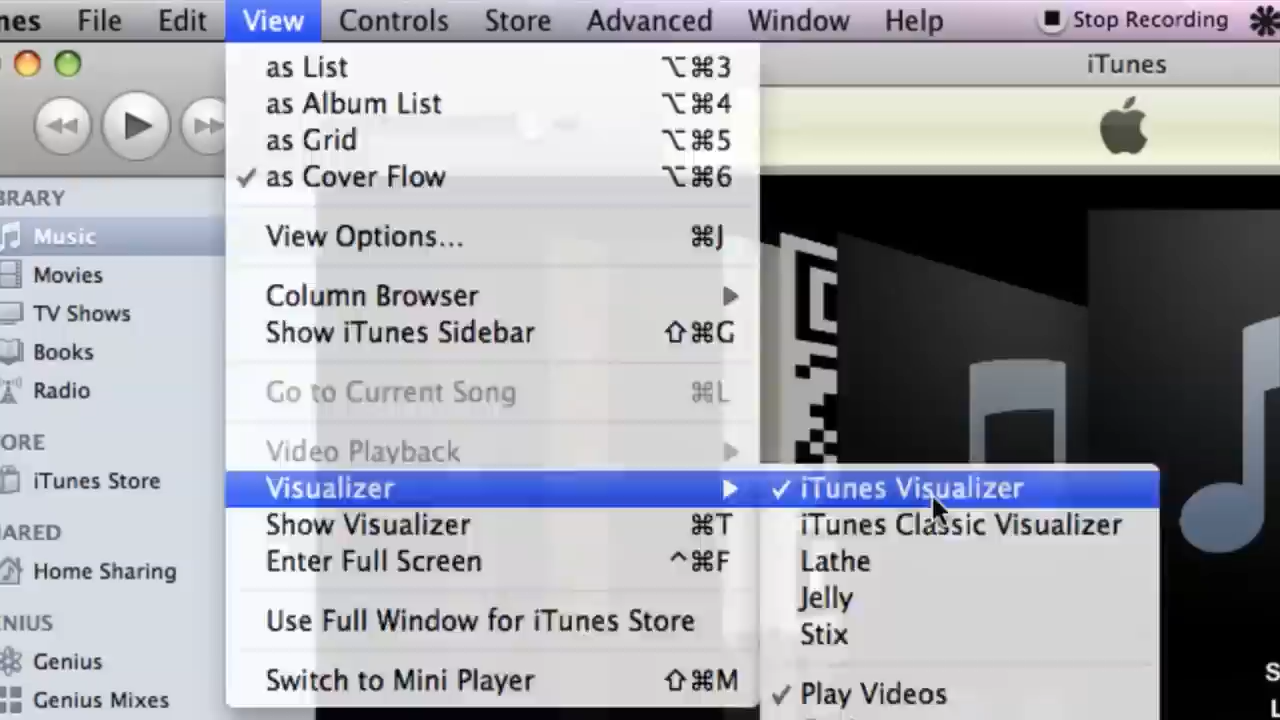 nes File Edit View Controls Store Advanced Window Help Stop Recording
iTunes
as List ⌥⌘3
as Album List ⌥⌘4
as Grid ⌥⌘5
✓ as Cover Flow ⌥⌘6
View Options... ⌘J
Column Browser
Show iTunes Sidebar ⇧⌘G
Go to Current Song ⌘L
Video Playback
Visualizer
Show Visualizer ⌘T
Enter Full Screen ^⌘F
Use Full Window for iTunes Store
Switch to Mini Player ⇧⌘M
✓ iTunes Visualizer
iTunes Classic Visualizer
Lathe
Jelly
Stix
✓ Play Videos
BRARY
Music
Movies
TV Shows
Books
Radio
ORE
iTunes Store
ARED
Home Sharing
ENIUS
Genius
Genius Mixes
S
L